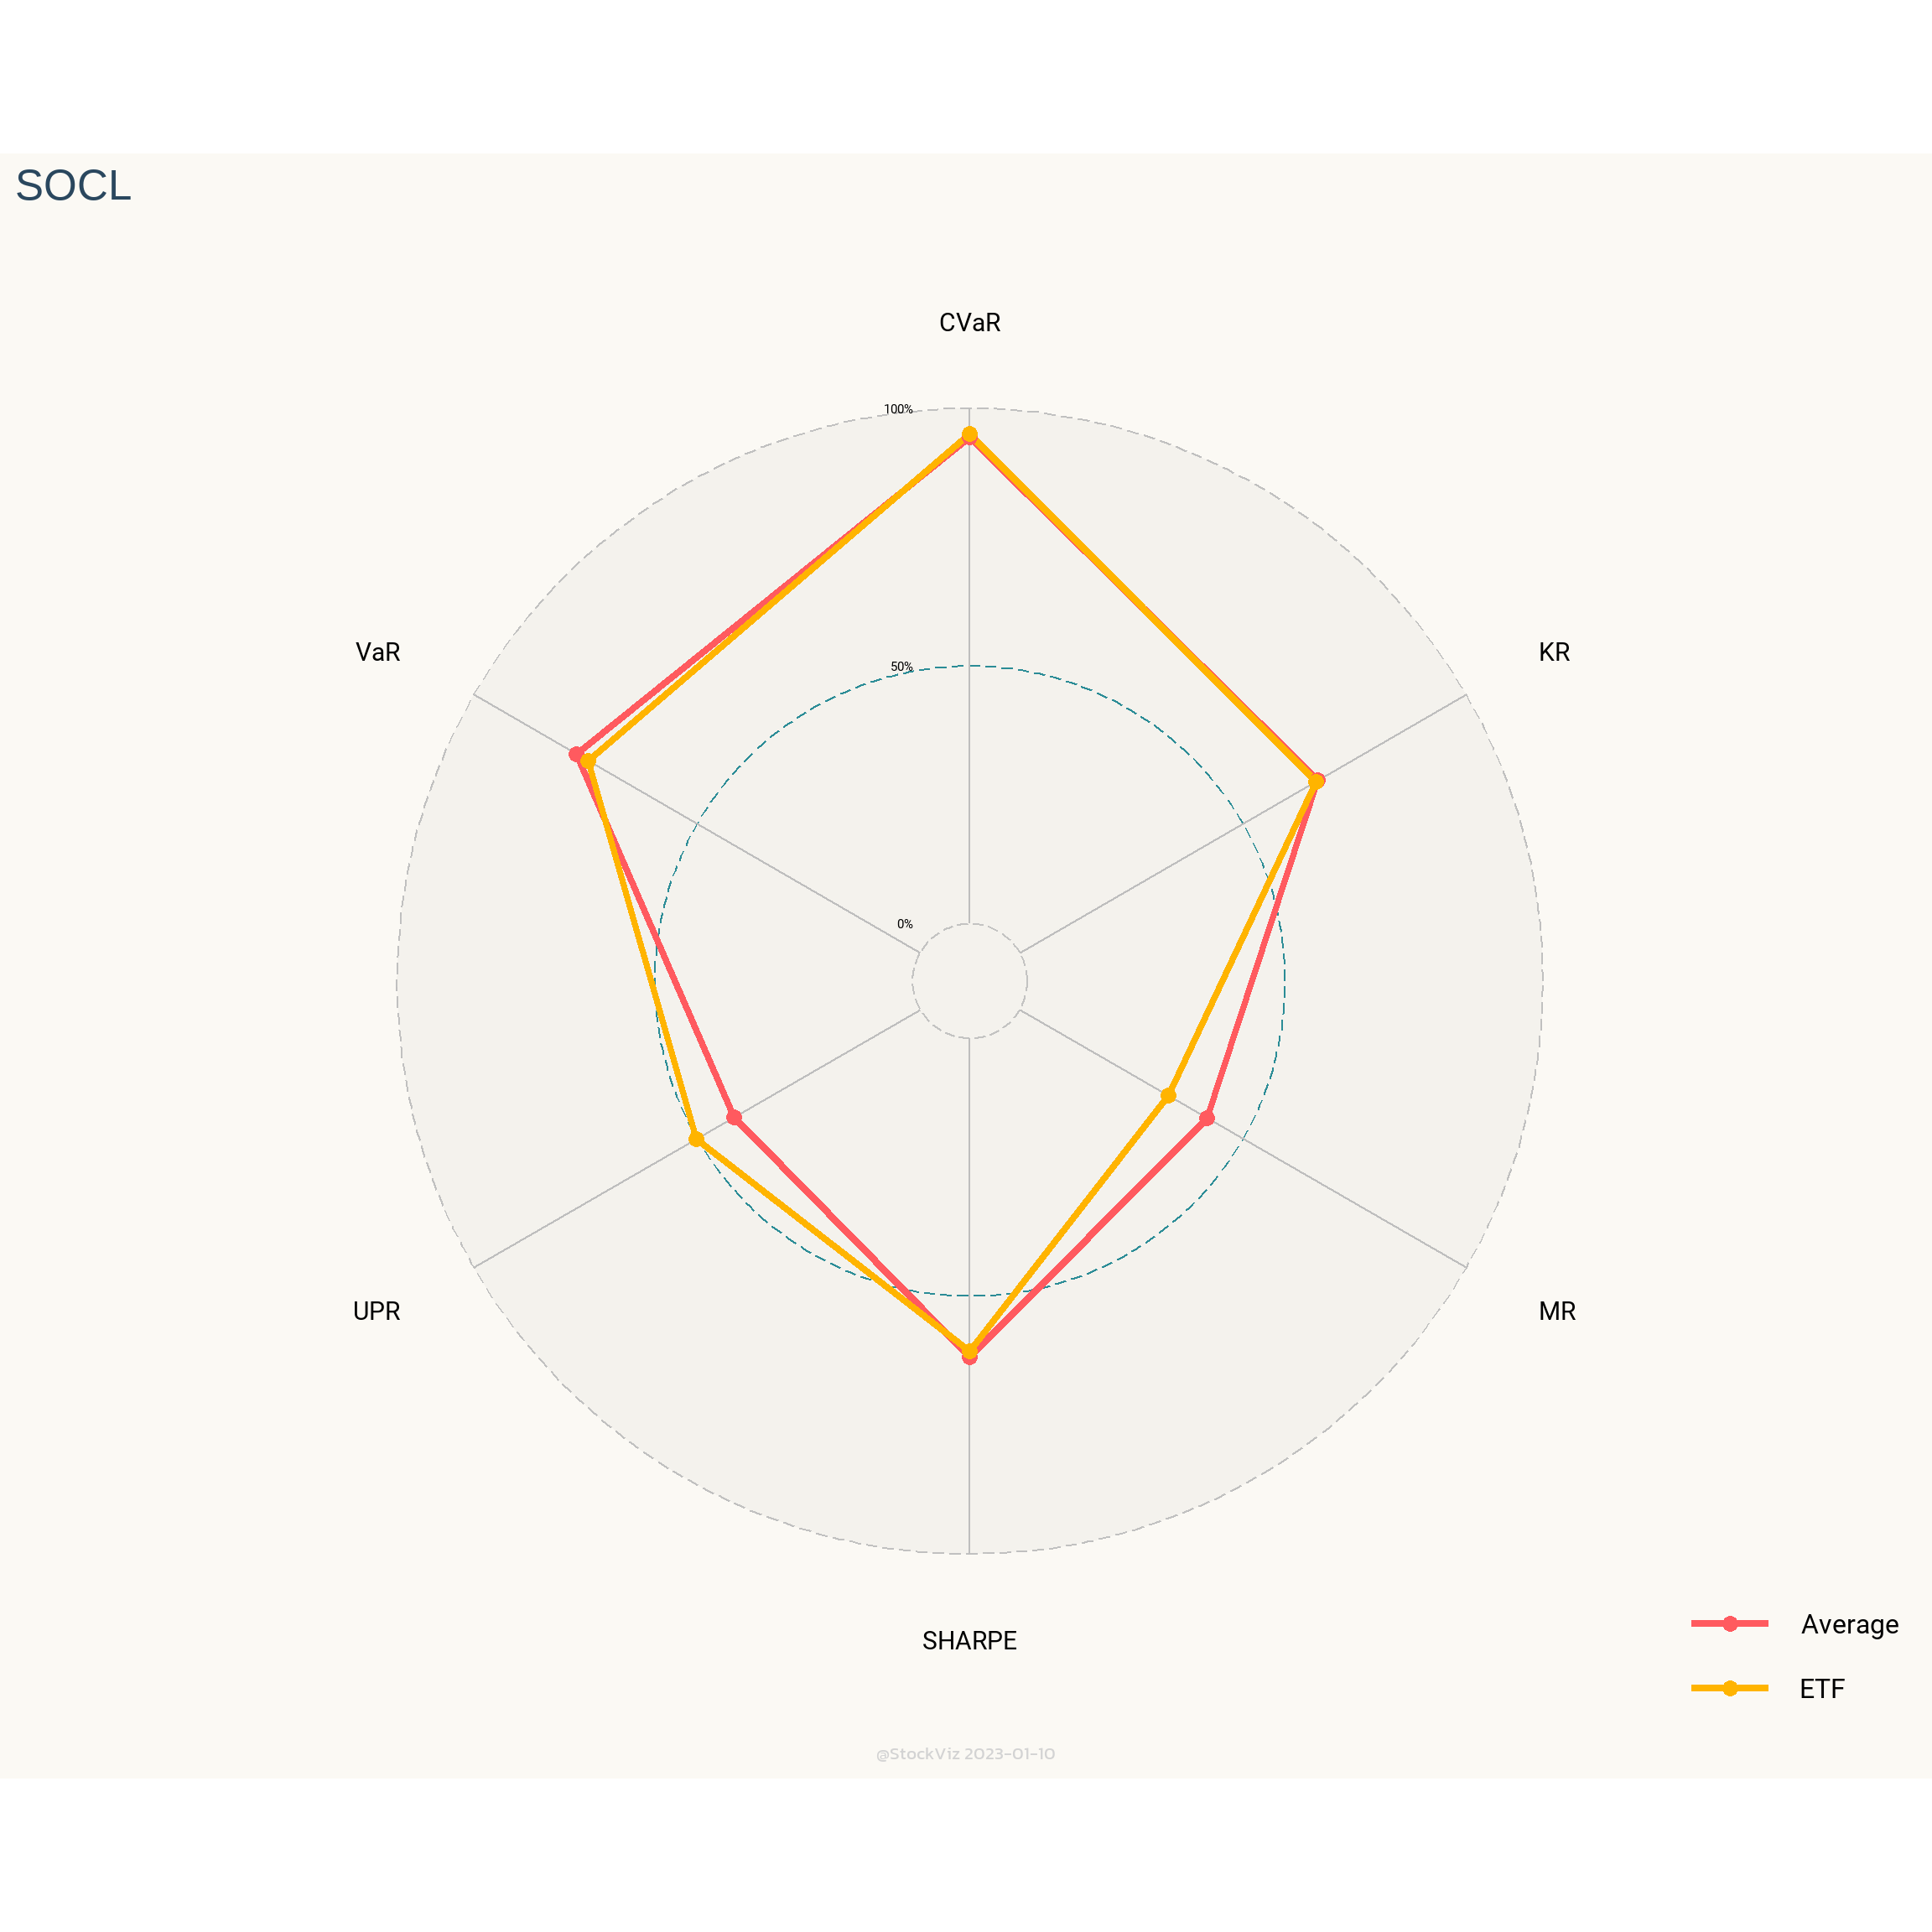 SOCL
CVaR
100%
VaR
KR
50%
0%
UPR
MR
SHARPE
Average
ETF
@StockViz 2023-01-10